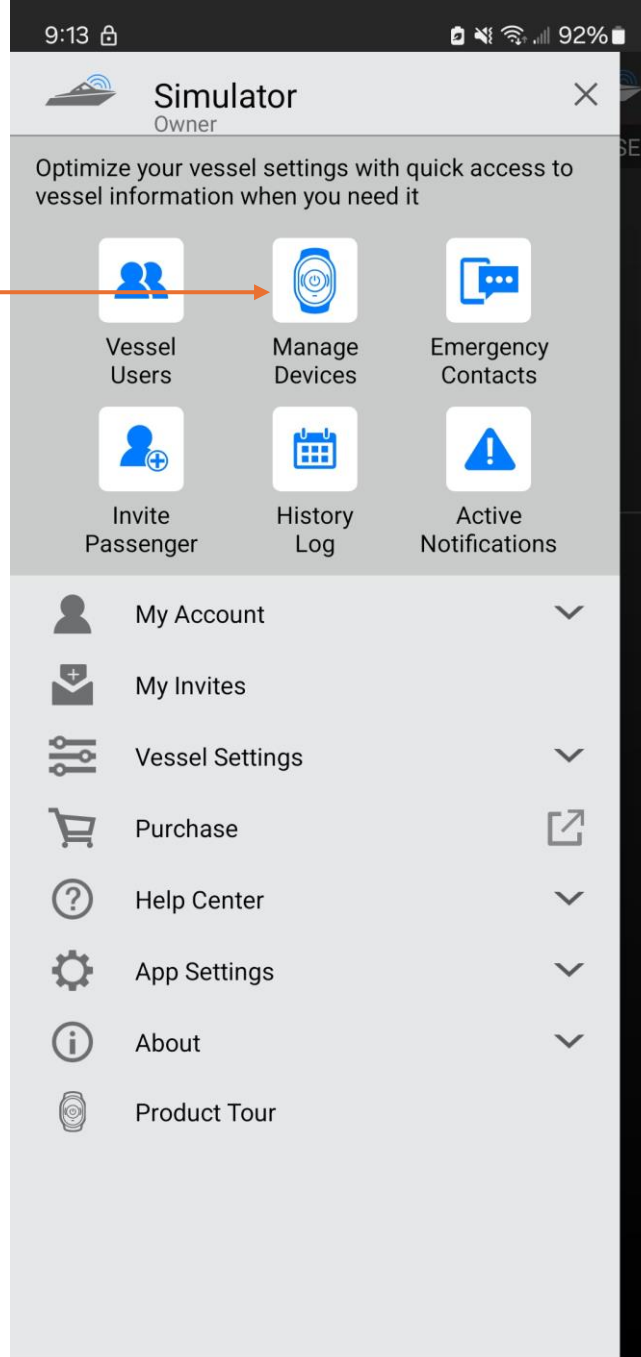 9:13 92%
Simulator
Owner
SE
Optimize your vessel settings with quick access to
vessel information when you need it
Vessel
Users
Manage
Devices
Emergency
Contacts
Invite
Passenger
History
Log
Active
Notifications
My Account
My Invites
Vessel Settings
Purchase
Help Center
App Settings
About
Product Tour